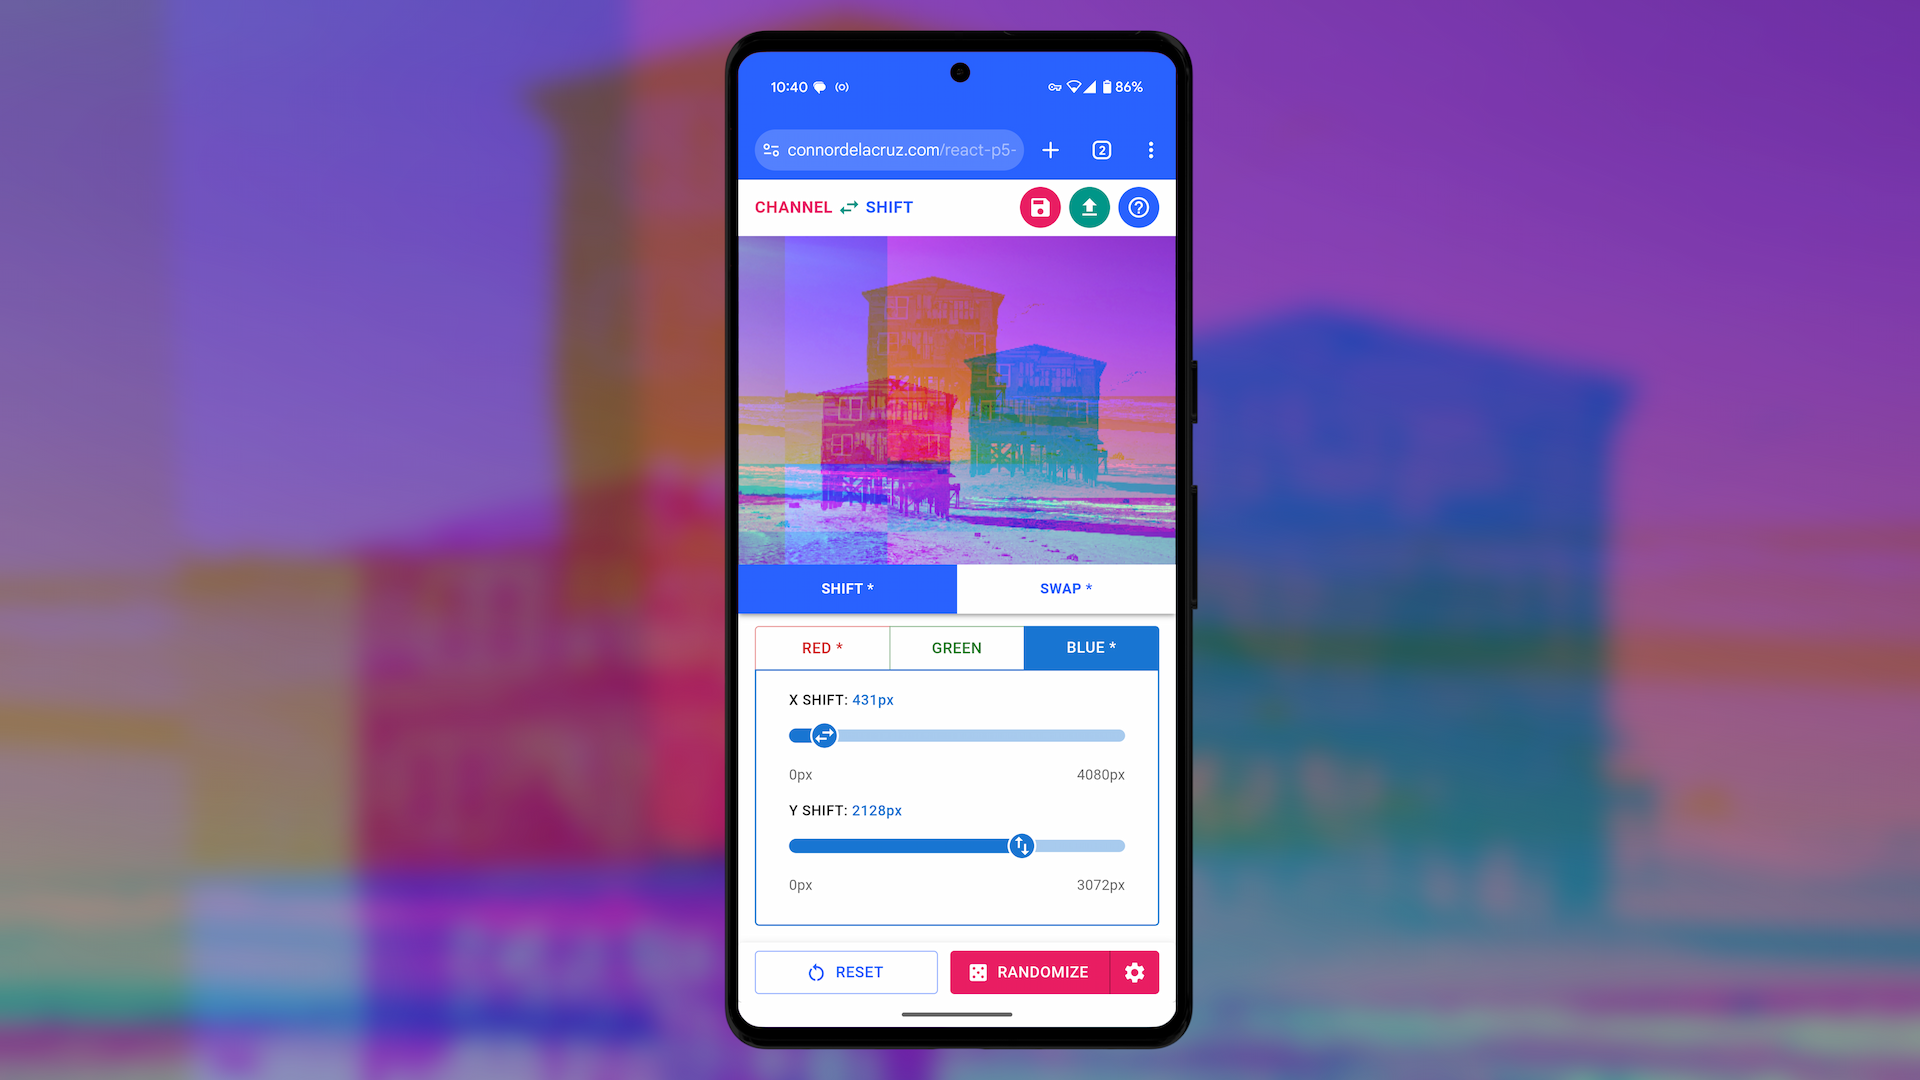 10:40 86%
connordelacruz.com/react-p5- 2
CHANNEL SHIFT
SHIFT * SWAP *
RED * GREEN BLUE *
X SHIFT: 431px
0px 4080px
Y SHIFT: 2128px
0px 3072px
RESET RANDOMIZE